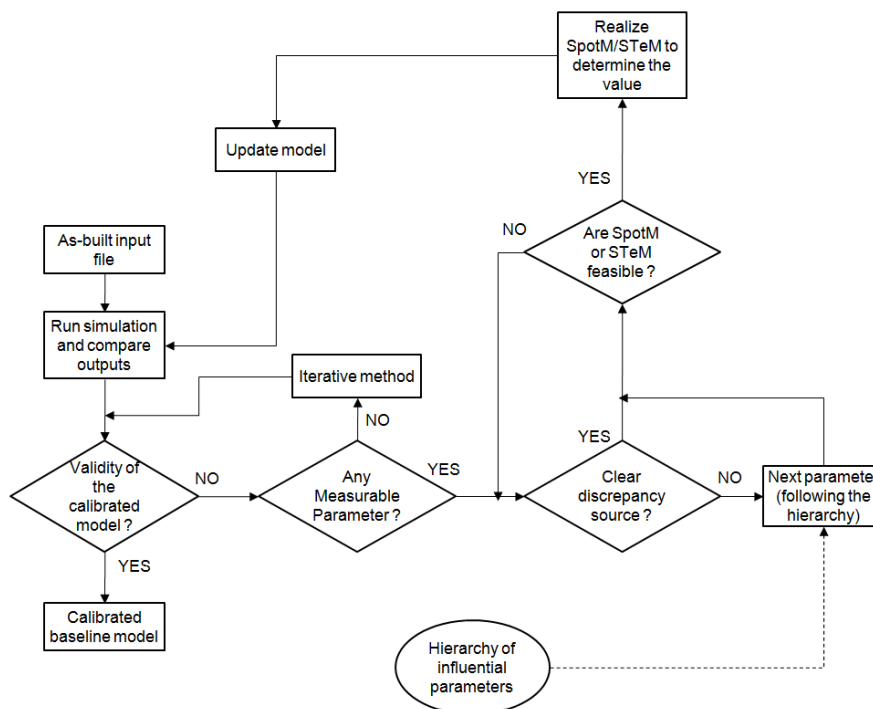 Realize
SpotM/STeM to
determine the
value
Update model
YES
NO
Are SpotM
or STeM
feasible ?
As-built input
file
Run simulation
and compare
outputs
Iterative method
NO
YES
Validity of
the
calibrated
model ?
NO
Any
Measurable
Parameter ?
YES
Clear
discrepancy
source ?
NO
Next parameter
(following the
hierarchy)
YES
Calibrated
baseline model
Hierarchy of
influential
parameters